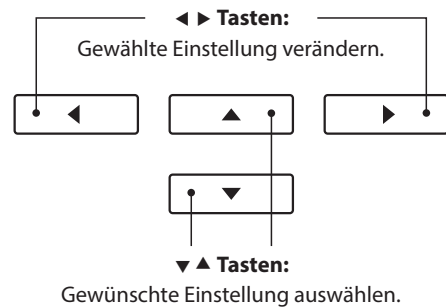 ◀ ▶ Tasten:
Gewählte Einstellung verändern.
◀ ▲ ▶
▼
▼ ▲ Tasten:
Gewünschte Einstellung auswählen.